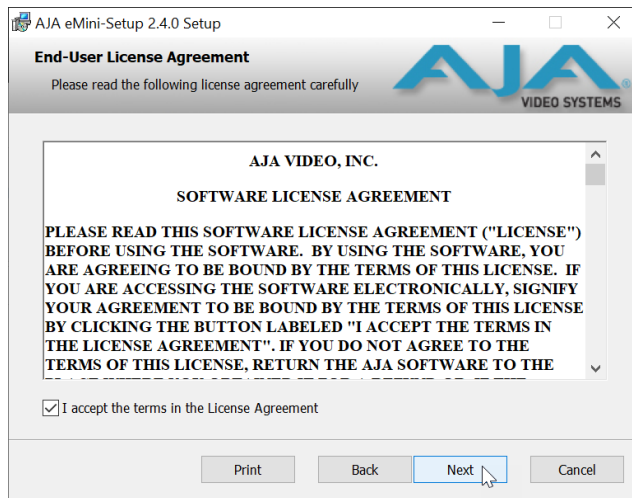 AJA eMini-Setup 2.4.0 Setup
End-User License Agreement
Please read the following license agreement carefully
AJA
VIDEO SYSTEMS
AJA VIDEO, INC.
SOFTWARE LICENSE AGREEMENT
PLEASE READ THIS SOFTWARE LICENSE AGREEMENT ("LICENSE")
BEFORE USING THE SOFTWARE.  BY USING THE SOFTWARE, YOU
ARE AGREEING TO BE BOUND BY THE TERMS OF THIS LICENSE.  IF
YOU ARE ACCESSING THE SOFTWARE ELECTRONICALLY, SIGNIFY
YOUR AGREEMENT TO BE BOUND BY THE TERMS OF THIS LICENSE
BY CLICKING THE BUTTON LABELED "I ACCEPT THE TERMS IN
THE LICENSE AGREEMENT". IF YOU DO NOT AGREE TO THE
TERMS OF THIS LICENSE, RETURN THE AJA SOFTWARE TO THE
I accept the terms in the License Agreement
Print
Back
Next
Cancel